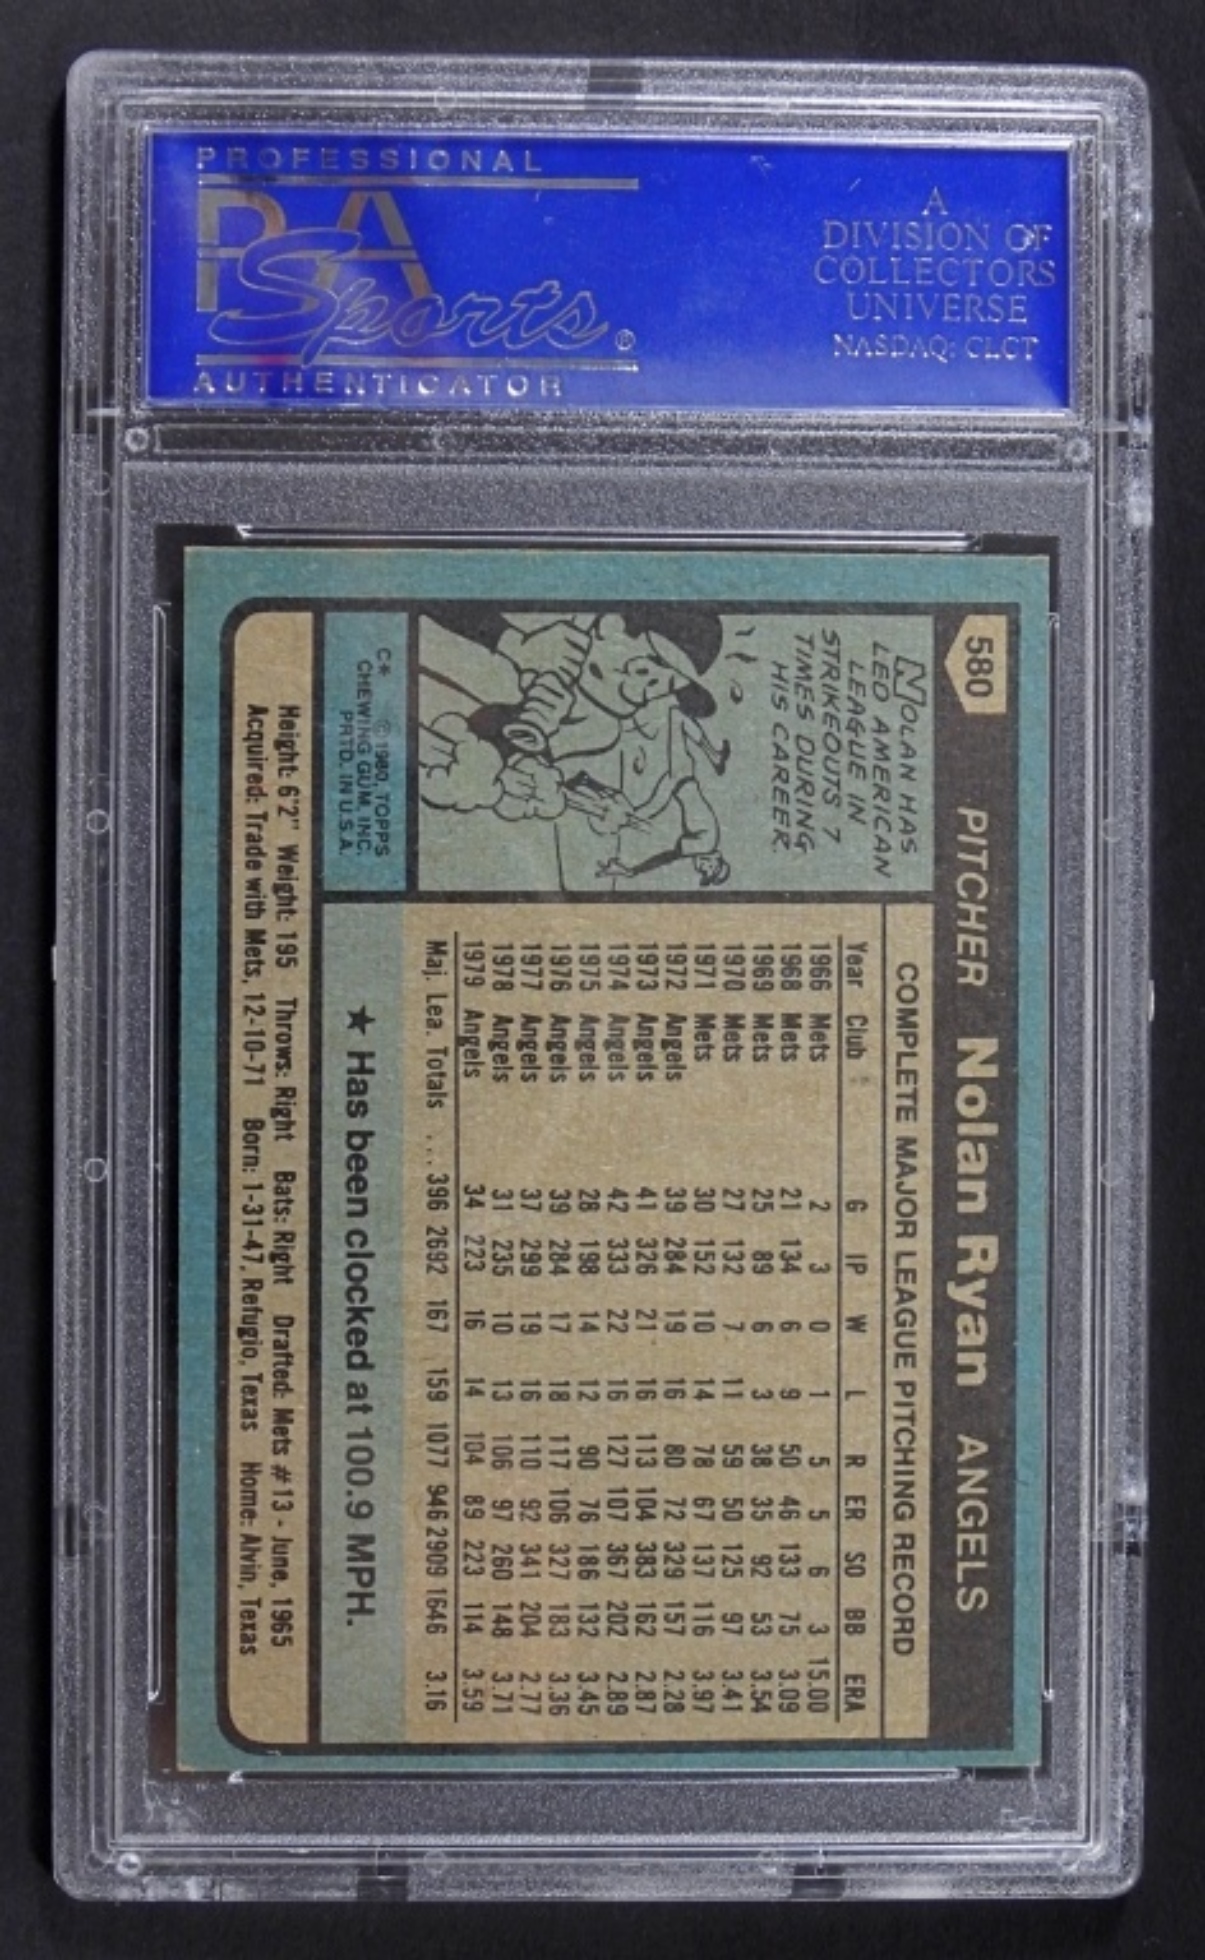 PROFESSIONAL
PSA
Sports®
AUTHENTICATOR
A
DIVISION OF
COLLECTORS
UNIVERSE
NASDAQ: CLCT
580
PITCHER Nolan Ryan ANGELS
NOLAN HAS
LED AMERICAN
LEAGUE IN
STRIKEOUTS 7
TIMES DURING
HIS CAREER.
C* © 1980, TOPPS
CHEWING GUM, INC.
PRTD. IN U.S.A.
COMPLETE MAJOR LEAGUE PITCHING RECORD
Year Club G IP W L R ER SO BB ERA
1966 Mets 2 3 0 1 5 5 6 3 15.00
1968 Mets 21 134 6 9 50 46 133 75 3.09
1969 Mets 25 89 6 3 38 35 92 53 3.54
1970 Mets 27 132 7 11 59 50 125 97 3.41
1971 Mets 30 152 10 14 78 67 137 116 3.97
1972 Angels 39 284 19 16 80 72 329 157 2.28
1973 Angels 41 326 21 16 113 104 383 162 2.87
1974 Angels 42 333 22 16 127 107 367 202 2.89
1975 Angels 28 198 14 12 90 76 186 132 3.45
1976 Angels 39 284 17 18 117 106 327 183 3.36
1977 Angels 37 299 19 16 110 92 341 204 2.77
1978 Angels 31 235 10 13 106 97 260 148 3.71
1979 Angels 34 223 16 14 104 89 223 114 3.59
Maj. Lea. Totals ... 396 2692 167 159 1077 946 2909 1646 3.16
★ Has been clocked at 100.9 MPH.
Height: 6'2" Weight: 195 Throws: Right Bats: Right Drafted: Mets #13 - June, 1965
Acquired: Trade with Mets, 12-10-71 Born: 1-31-47, Refugio, Texas Home: Alvin, Texas